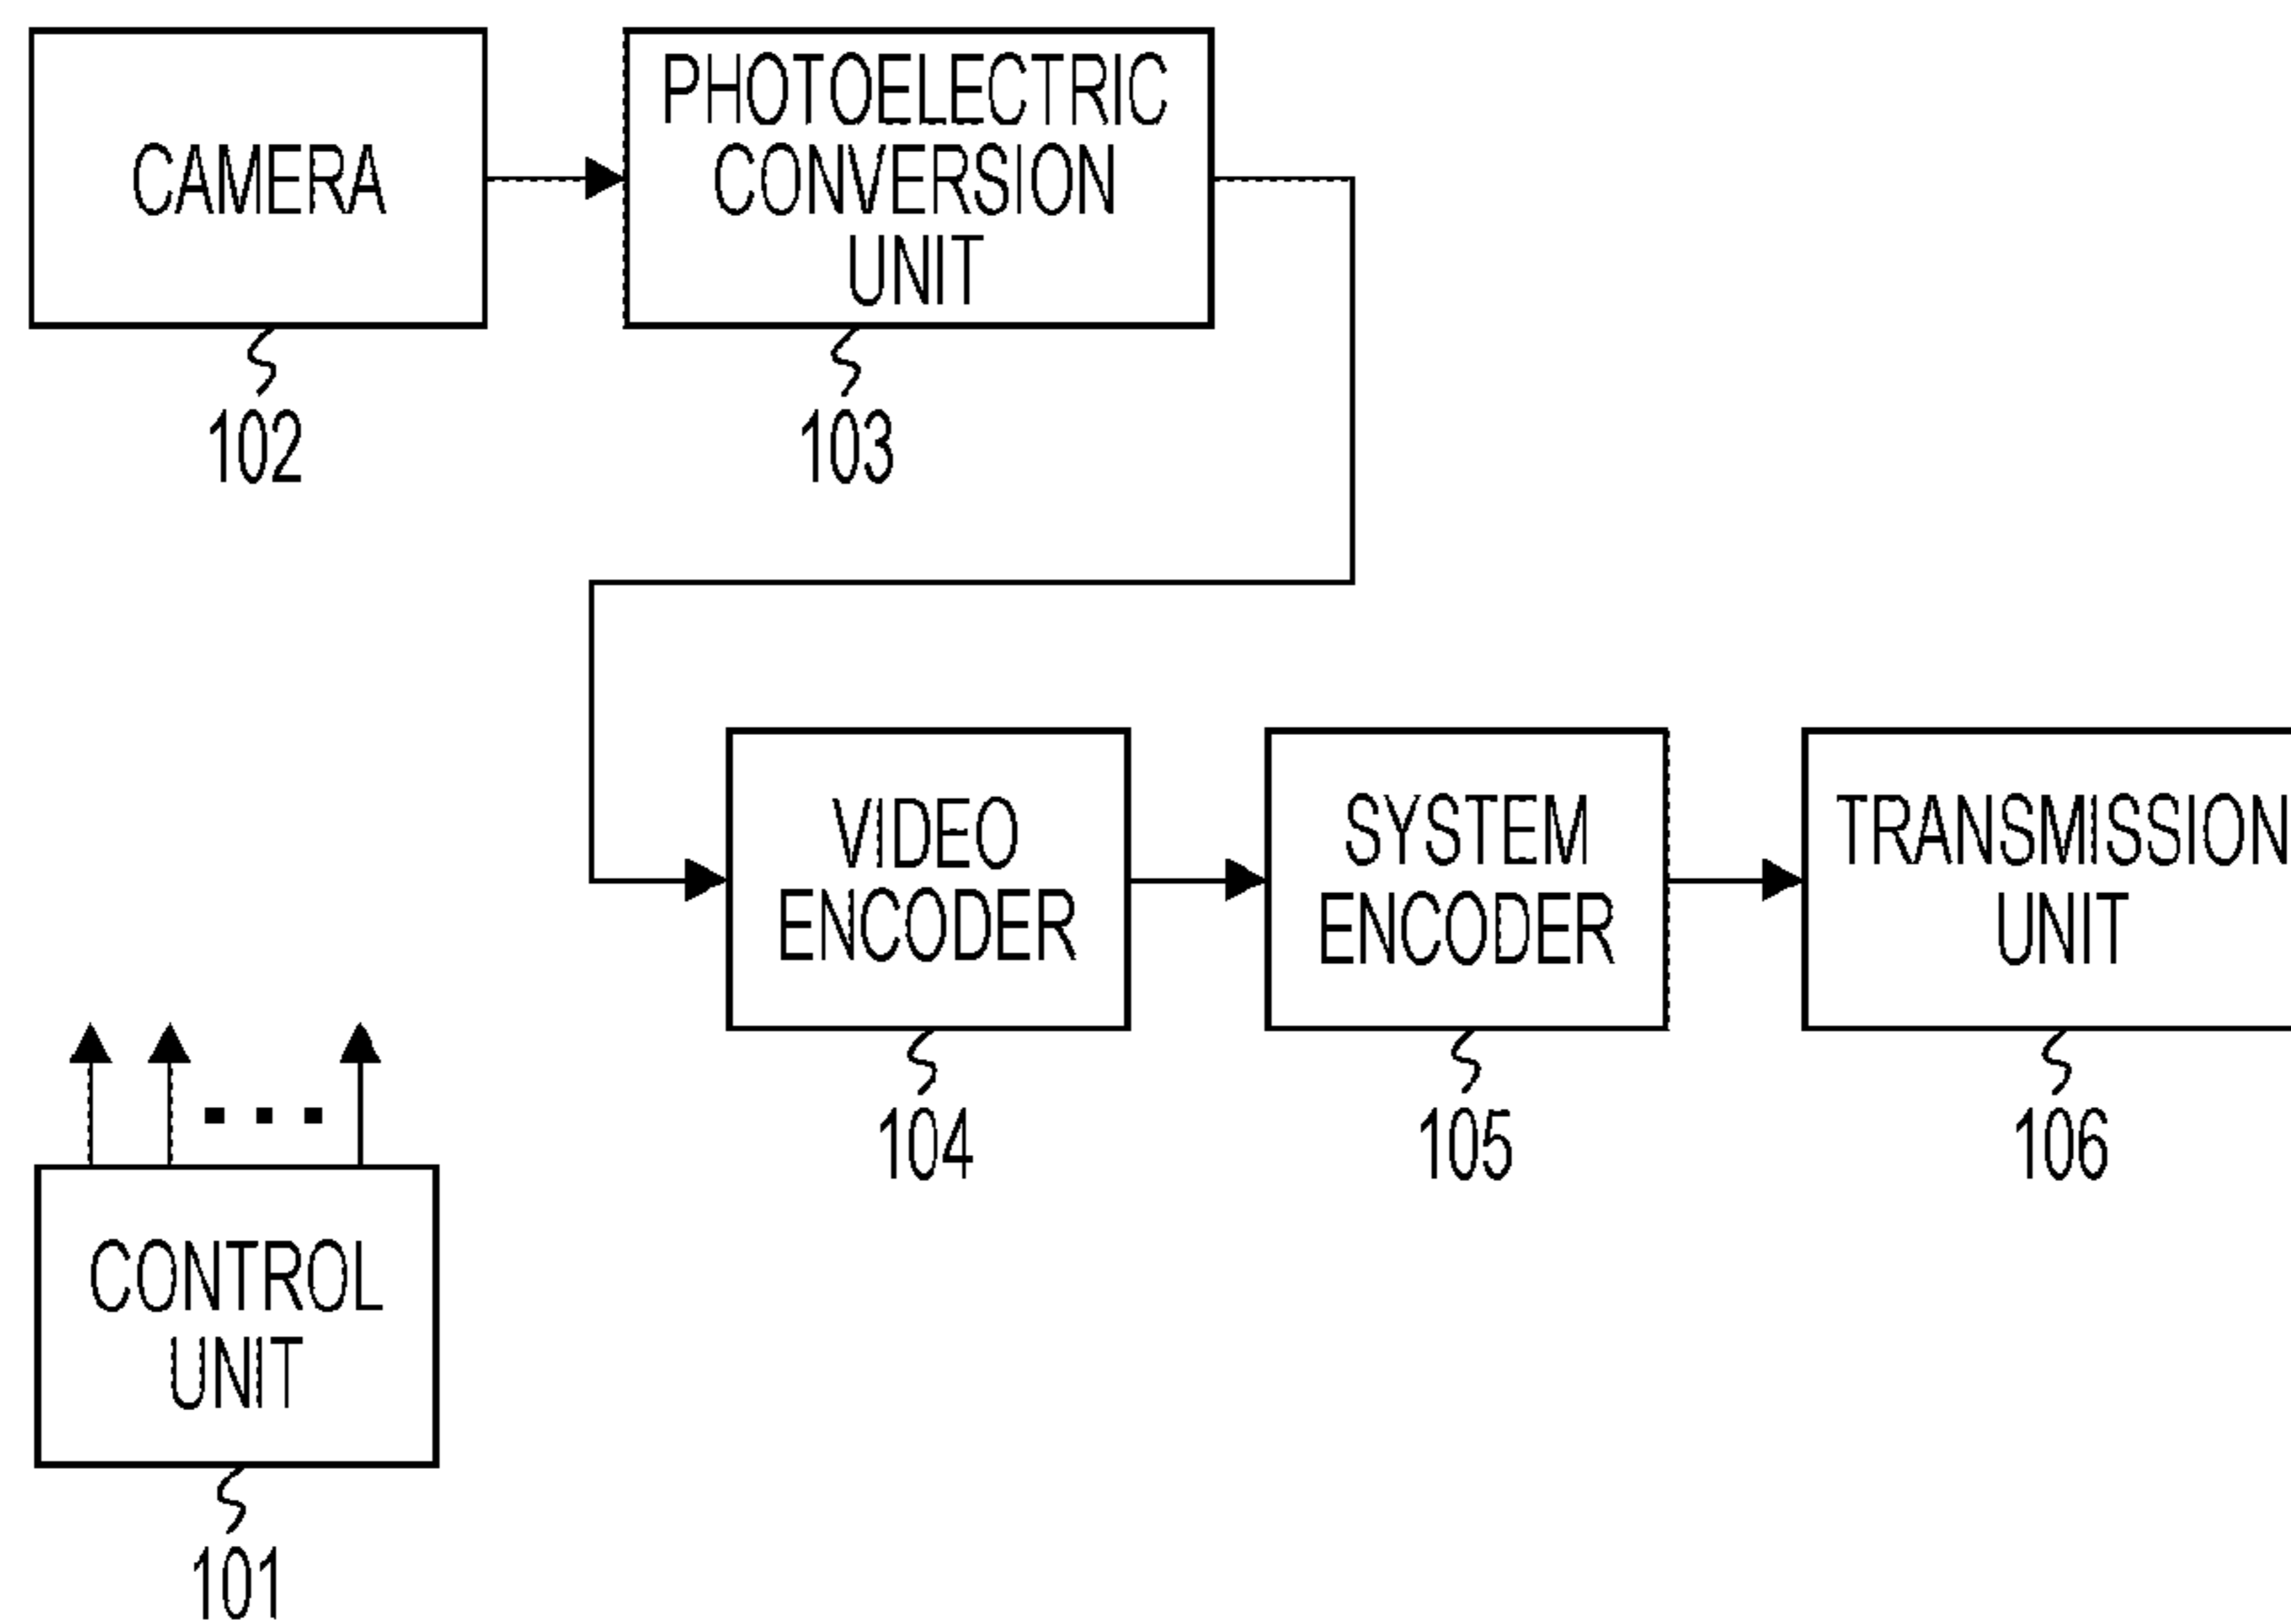 CAMERA
PHOTOELECTRIC
CONVERSION
UNIT
102
103
VIDEO
ENCODER
SYSTEM
ENCODER
TRANSMISSION
UNIT
104
105
106
CONTROL
UNIT
101